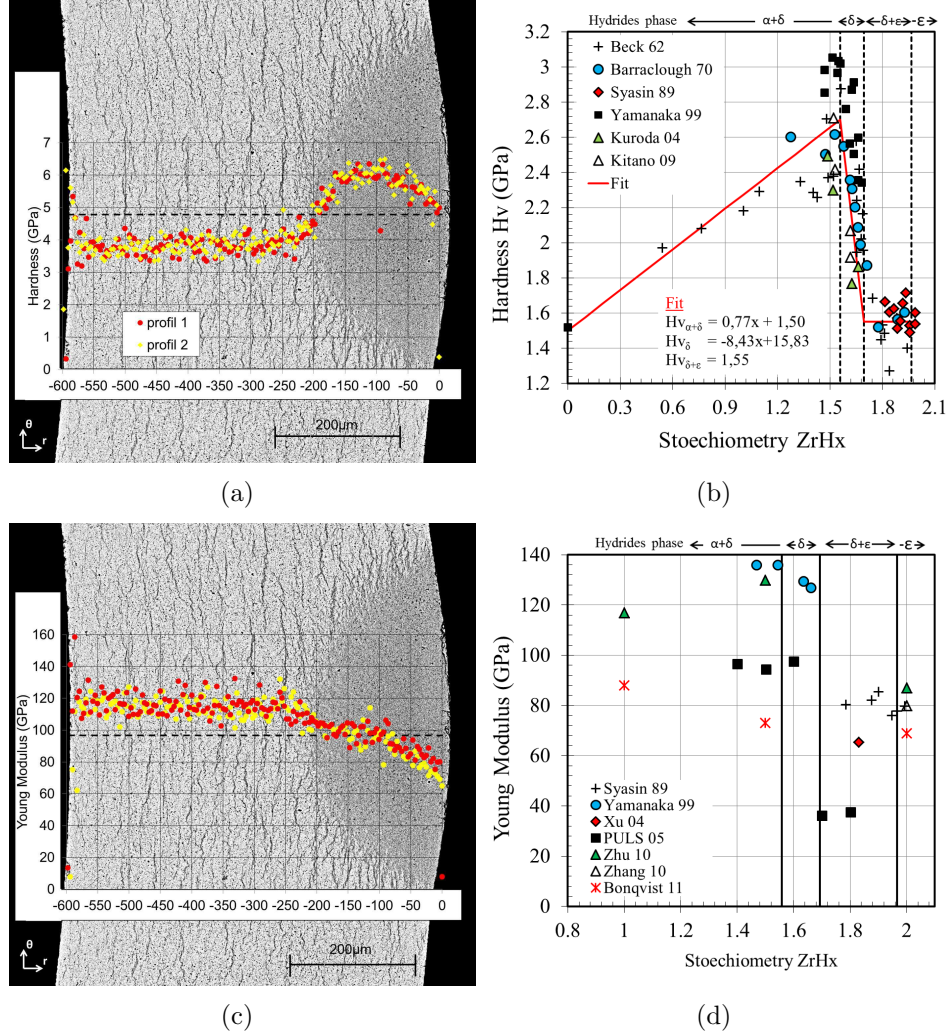 7
6
5
4
3
2
1
0
Hardness (GPa)
profil 1
profil 2
-600 -550 -500 -450 -400 -350 -300 -250 -200 -150 -100 -50 0
200µm
θ
r
(a)
Hydrides phase α+δ δ δ+ε -ε
3.2
3.0
2.8
2.6
2.4
2.2
2.0
1.8
1.6
1.4
1.2
Hardness Hv (GPa)
Beck 62
Barraclough 70
Syasin 89
Yamanaka 99
Kuroda 04
Kitano 09
Fit
Fit
Hvα+δ = 0,77x + 1,50
Hvδ = -8,43x+15,83
Hvδ+ε = 1,55
0 0.3 0.6 0.9 1.2 1.5 1.8 2.1
Stoechiometry ZrHx
(b)
160
140
120
100
80
60
40
20
0
Young Modulus (GPa)
profil 1
profil 2
-600 -550 -500 -450 -400 -350 -300 -250 -200 -150 -100 -50 0
200µm
θ
r
(c)
Hydrides phase α+δ δ δ+ε -ε
140
120
100
80
60
40
20
0
Young Modulus (GPa)
Syasin 89
Yamanaka 99
Xu 04
PULS 05
Zhu 10
Zhang 10
Bonqvist 11
0.8 1 1.2 1.4 1.6 1.8 2
Stoechiometry ZrHx
(d)